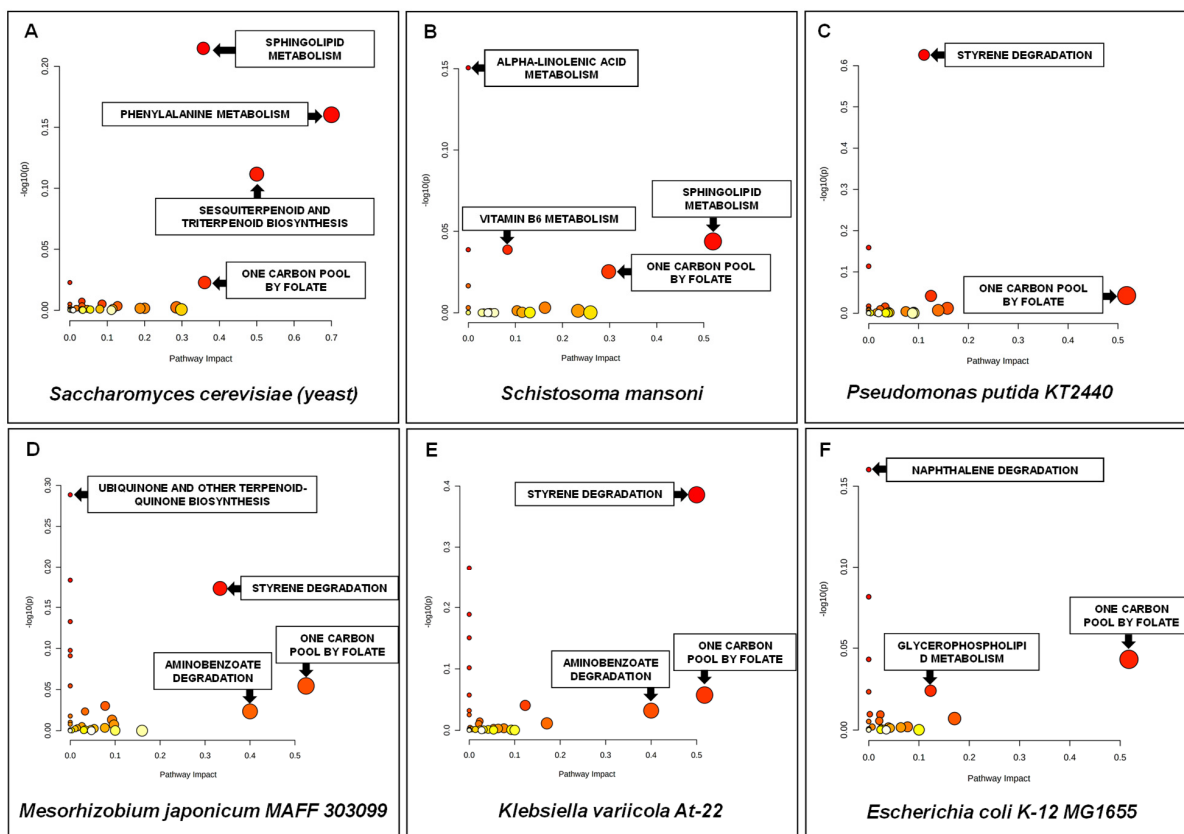 A
SPHINGOLIPID
METABOLISM
PHENYLALANINE METABOLISM
SESQUITERPENOID AND
TRITERPENOID BIOSYNTHESIS
ONE CARBON POOL
BY FOLATE
-log10(p)
0.20
0.15
0.10
0.05
0.00
0.0 0.1 0.2 0.3 0.4 0.5 0.6 0.7
Pathway Impact
Saccharomyces cerevisiae (yeast)
B
ALPHA-LINOLENIC ACID
METABOLISM
SPHINGOLIPID
METABOLISM
VITAMIN B6 METABOLISM
ONE CARBON POOL
BY FOLATE
-log10(p)
0.15
0.10
0.05
0.00
0.0 0.1 0.2 0.3 0.4 0.5
Pathway Impact
Schistosoma mansoni
C
STYRENE DEGRADATION
ONE CARBON POOL
BY FOLATE
-log10(p)
0.6
0.5
0.4
0.3
0.2
0.1
0.0
0.0 0.1 0.2 0.3 0.4 0.5
Pathway Impact
Pseudomonas putida KT2440
D
UBIQUINONE AND OTHER TERPENOID-
QUINONE BIOSYNTHESIS
STYRENE DEGRADATION
ONE CARBON
POOL BY FOLATE
AMINOBENZOATE
DEGRADATION
-log10(p)
0.30
0.25
0.20
0.15
0.10
0.05
0.00
0.0 0.1 0.2 0.3 0.4 0.5
Pathway Impact
Mesorhizobium japonicum MAFF 303099
E
STYRENE DEGRADATION
ONE CARBON
POOL BY FOLATE
AMINOBENZOATE
DEGRADATION
-log10(p)
0.4
0.3
0.2
0.1
0.0
0.0 0.1 0.2 0.3 0.4 0.5
Pathway Impact
Klebsiella variicola At-22
F
NAPHTHALENE DEGRADATION
ONE CARBON
POOL BY FOLATE
GLYCEROPHOSPHOLIPI
D METABOLISM
-log10(p)
0.15
0.10
0.05
0.00
0.0 0.1 0.2 0.3 0.4 0.5
Pathway Impact
Escherichia coli K-12 MG1655